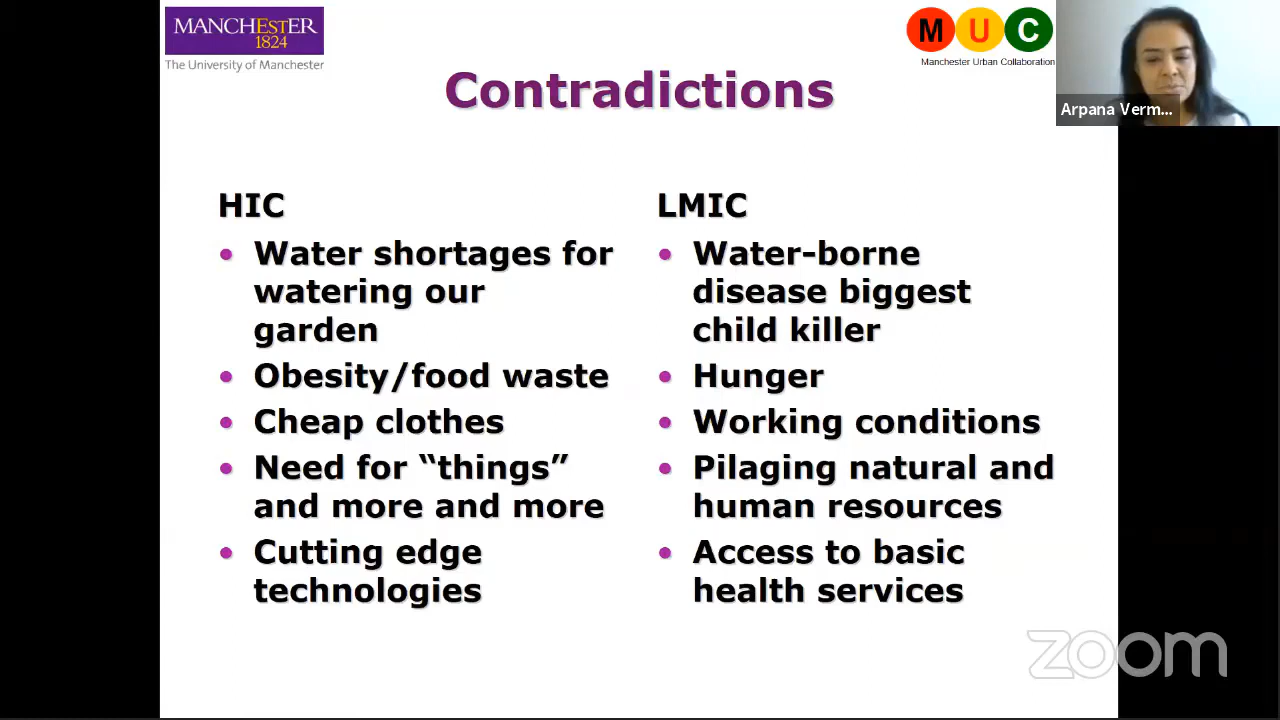 MANCHESTER
1824
The University of Manchester
M U C
Manchester Urban Collaboration
Arpana Verm...
Contradictions
HIC
• Water shortages for
watering our
garden
• Obesity/food waste
• Cheap clothes
• Need for “things”
and more and more
• Cutting edge
technologies
LMIC
• Water-borne
disease biggest
child killer
• Hunger
• Working conditions
• Pilaging natural and
human resources
• Access to basic
health services
zoom